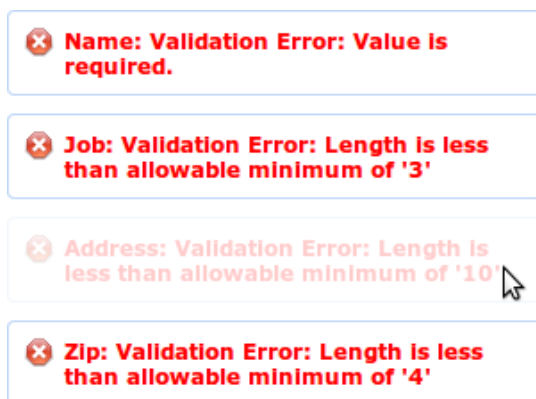 Name: Validation Error: Value is
required.
Job: Validation Error: Length is less
than allowable minimum of '3'
Address: Validation Error: Length is
less than allowable minimum of '10'
Zip: Validation Error: Length is less
than allowable minimum of '4'